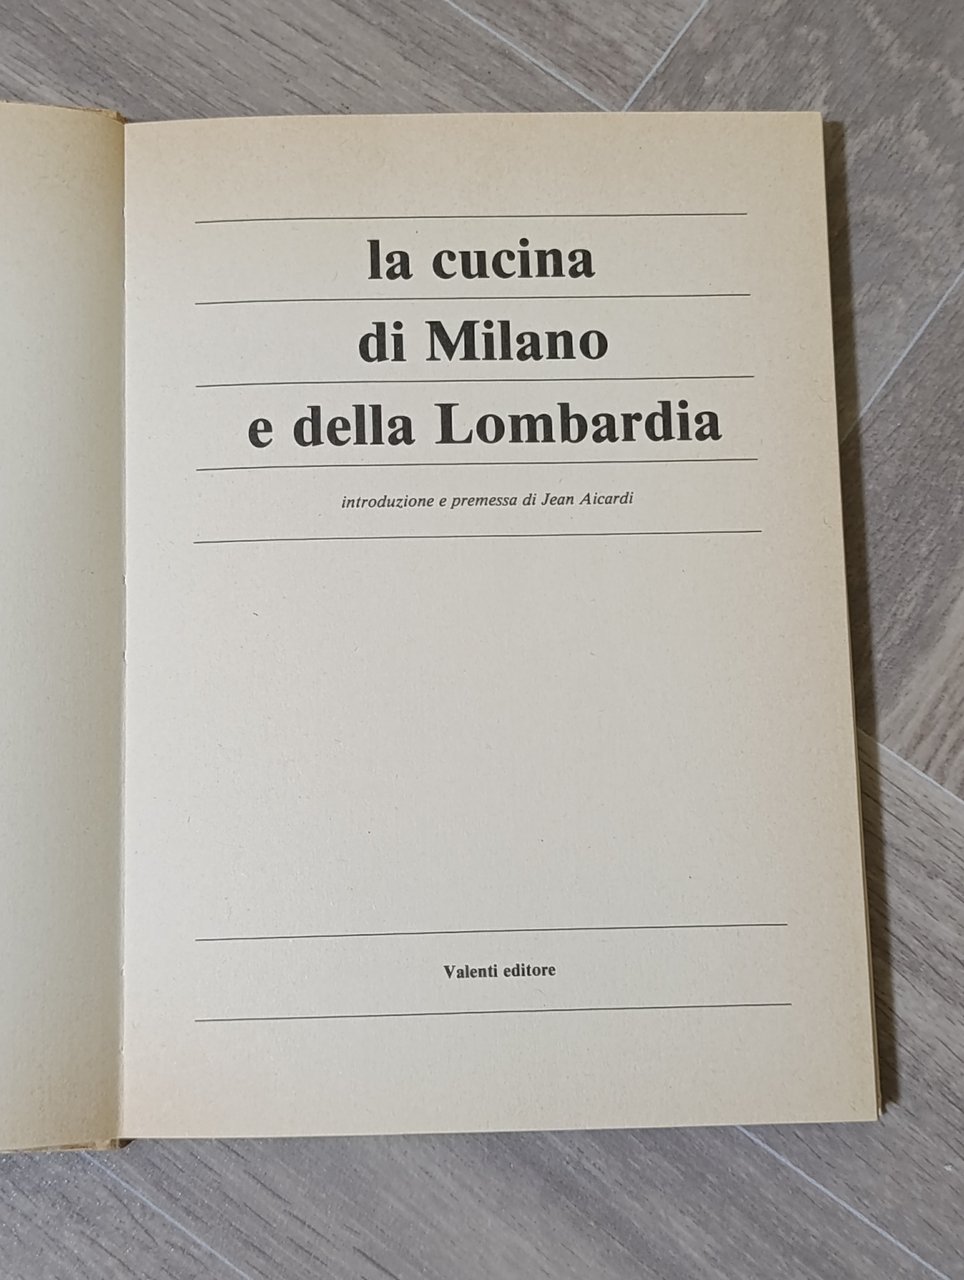 la cucina
di Milano
e della Lombardia
introduzione e premessa di Jean Aicardi
Valenti editore